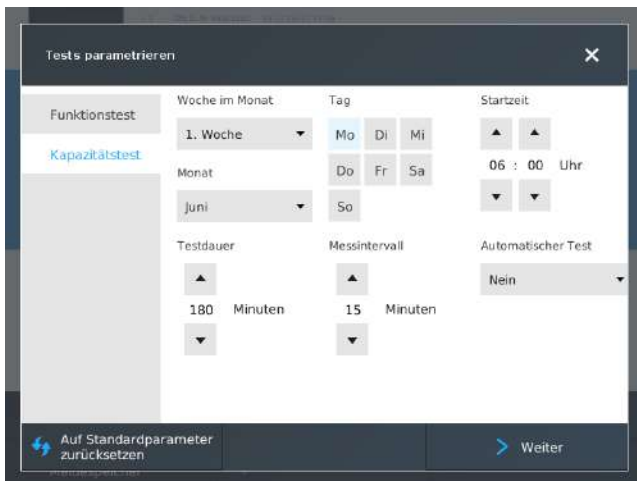 Tests parametrieren
Funktionstest
Kapazitätstest
Woche im Monat
1. Woche
Monat
Juni
Tag
Mo Di Mi
Do Fr Sa
So
Startzeit
06 : 00 Uhr
Testdauer
180 Minuten
Messintervall
15 Minuten
Automatischer Test
Nein
Auf Standardparameter
zurücksetzen
Weiter